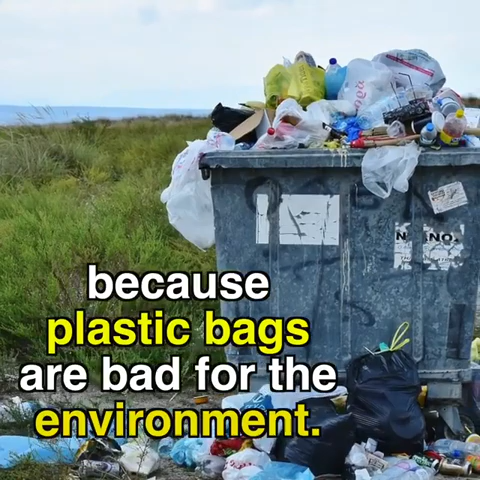 because
plastic bags
are bad for the
environment.